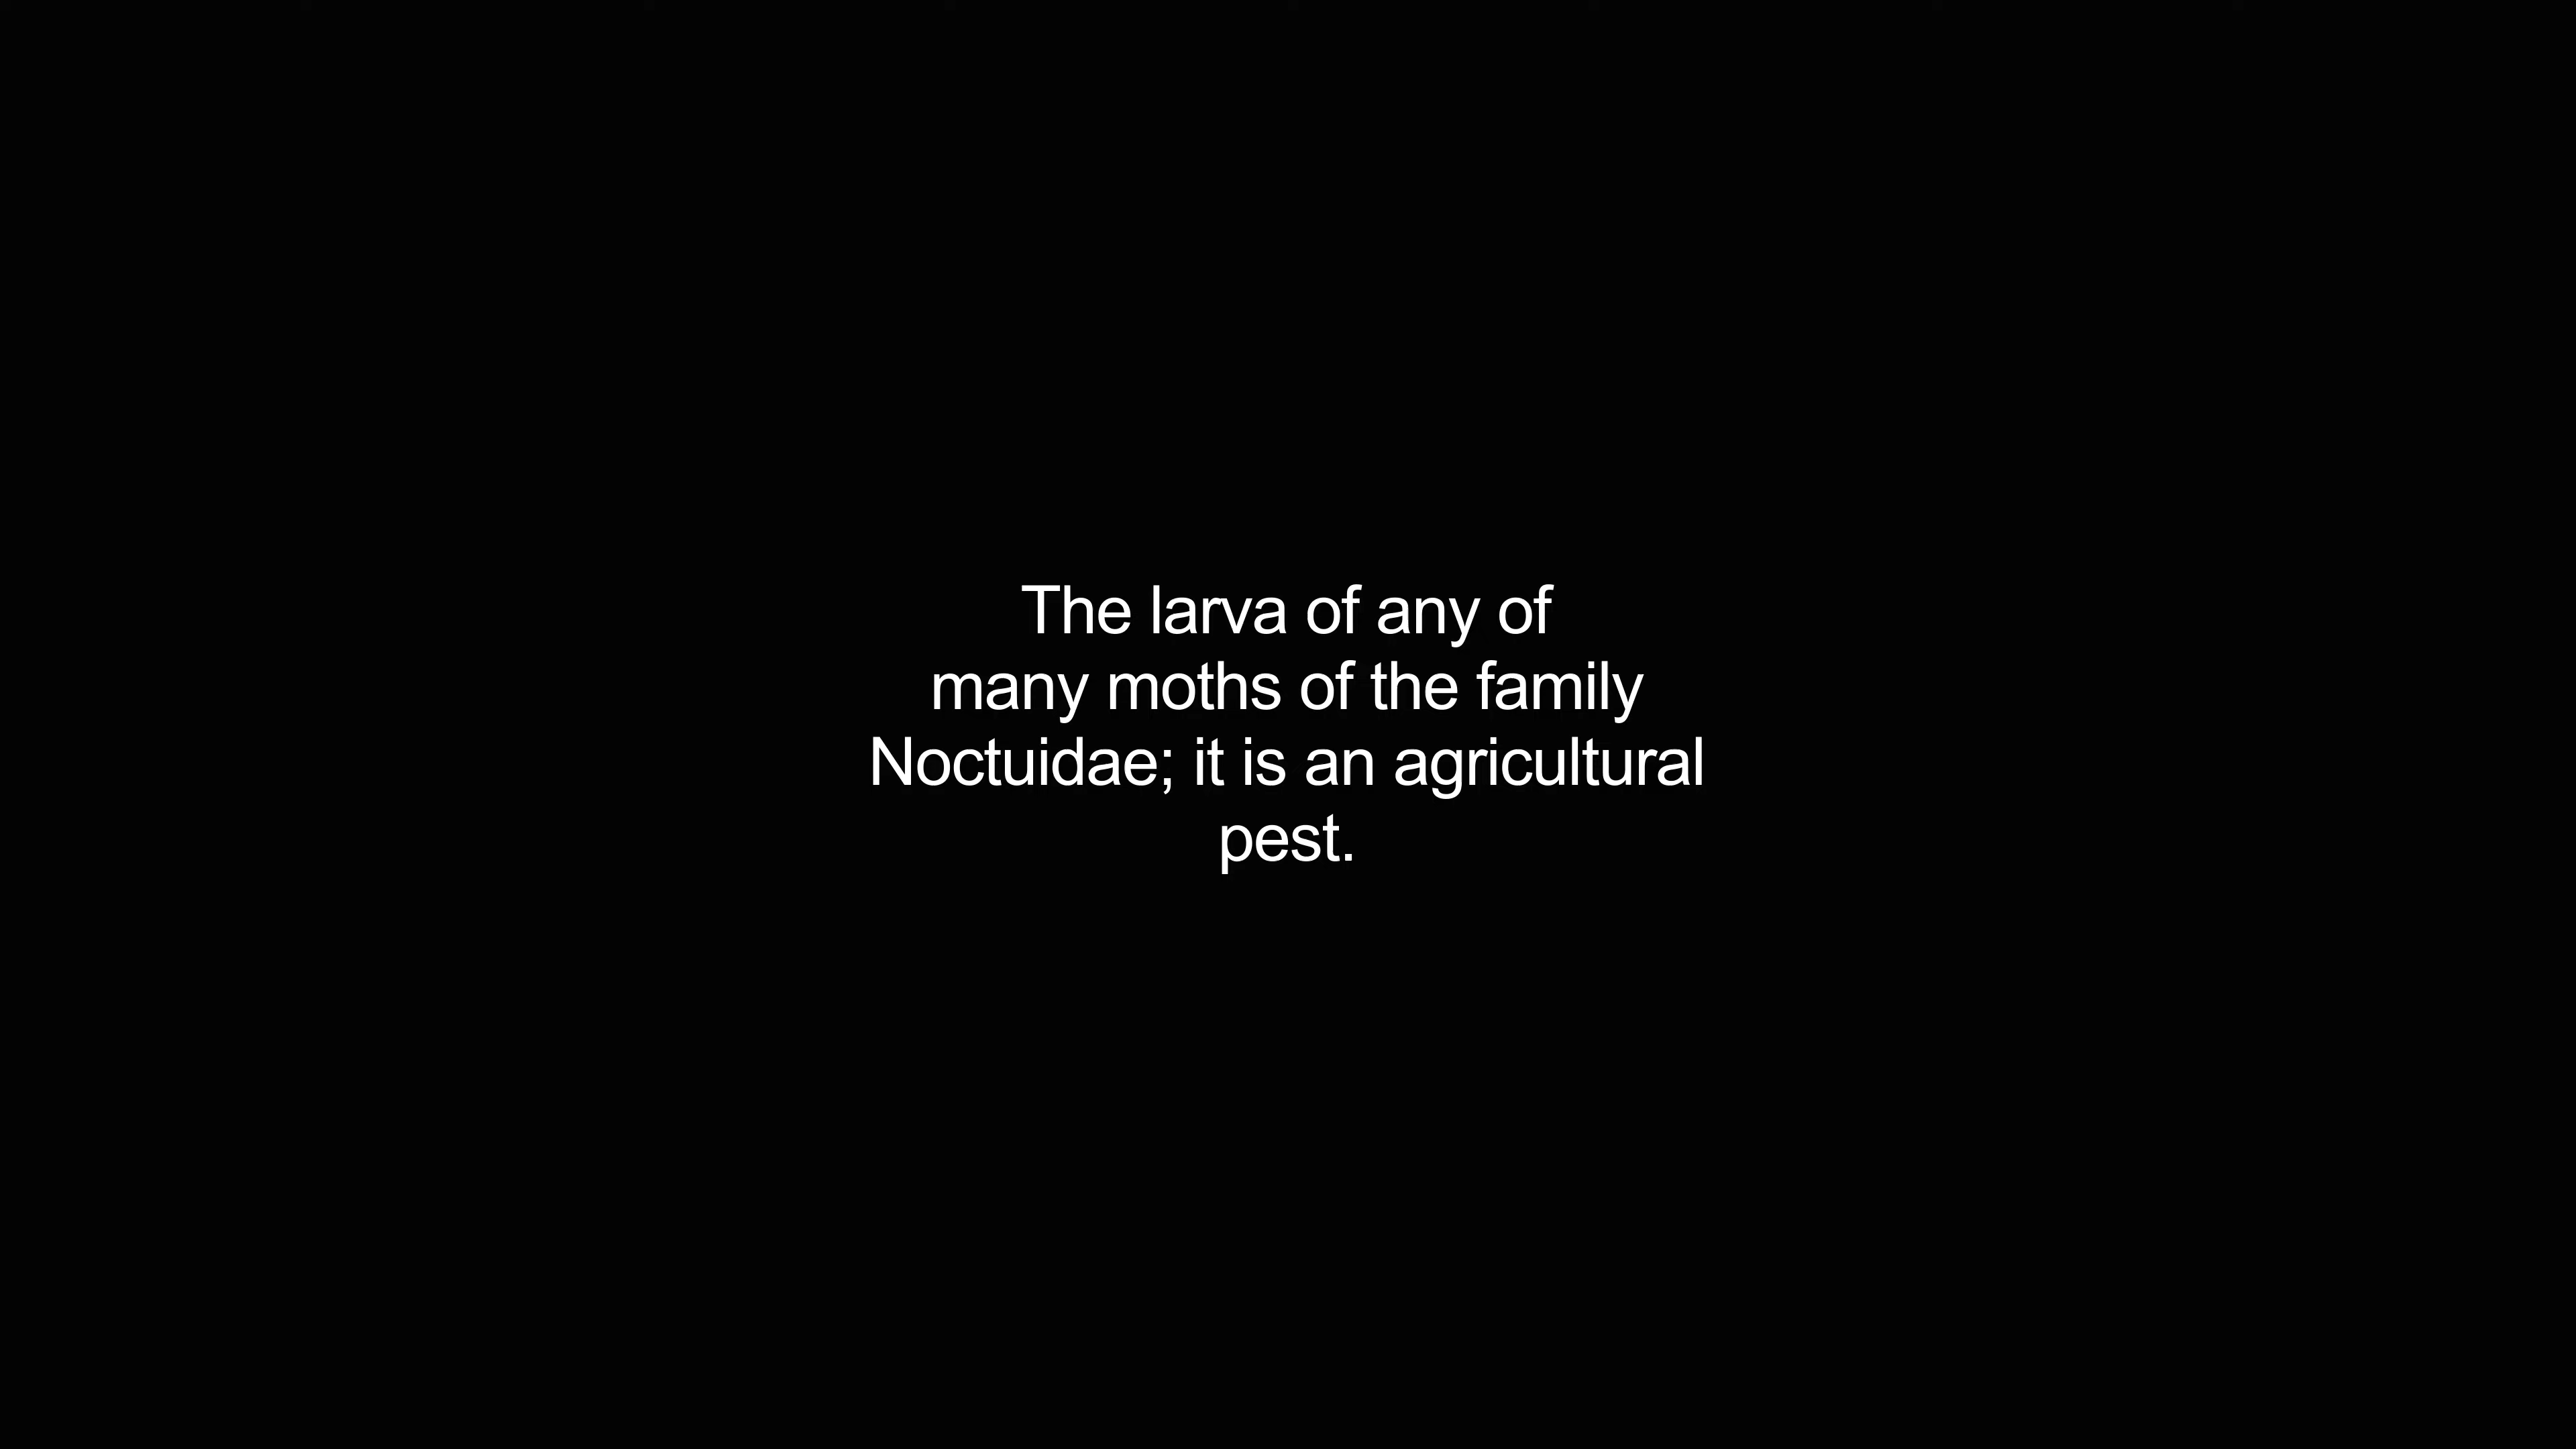 The larva of any of
many moths of the family
Noctuidae; it is an agricultural
pest.